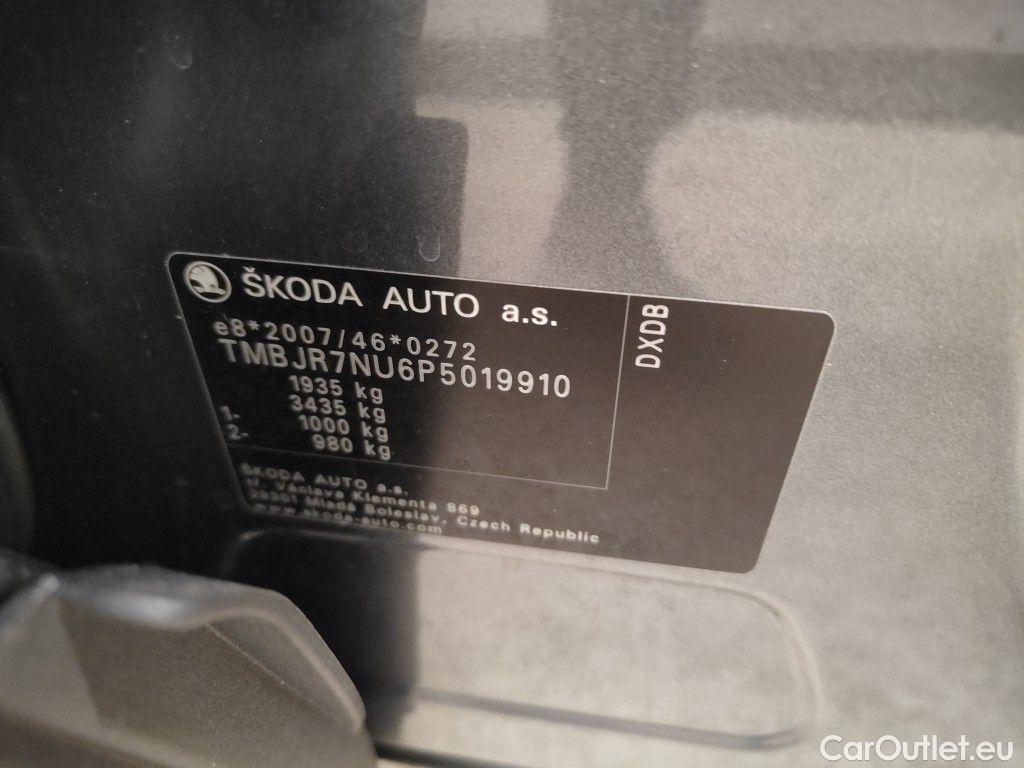 ŠKODA AUTO a.s.
e8*2007/46*0272
TMBJR7NU6P5019910
1935 kg
3435 kg
1- 1000 kg
2- 980 kg
DXDB
ŠKODA AUTO a.s.
tř. Václava Klementa 869
29301 Mladá Boleslav, Czech Republic
www.skoda-auto.com
CarOutlet.eu